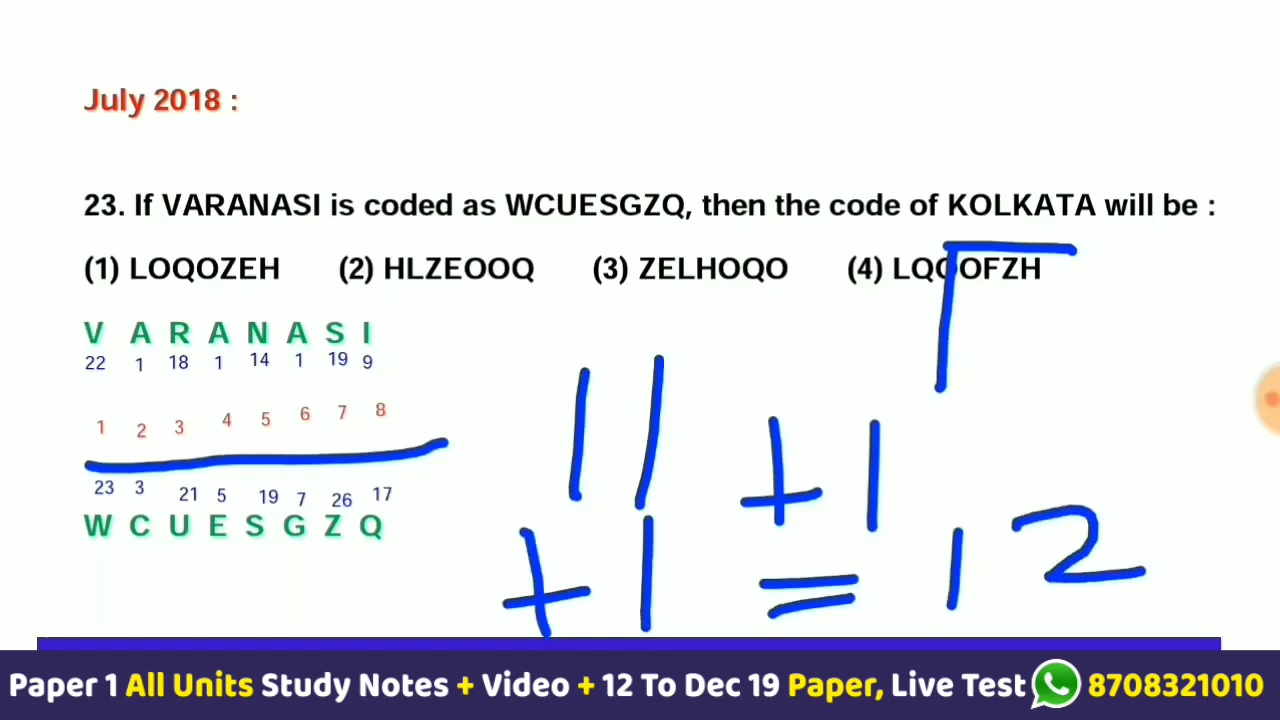 July 2018 :
23. If VARANASI is coded as WCUESGZQ, then the code of KOLKATA will be :
(1) LOQOZEH (2) HLZEOOQ (3) ZELHOQO (4) LQOOFZH
V A R A N A S I
22 1 18 1 14 1 19 9
1 2 3 4 5 6 7 8
23 3 21 5 19 7 26 17
W C U E S G Z Q
11 + 1
+ 1 = 12
Paper 1 All Units Study Notes + Video + 12 To Dec 19 Paper, Live Test 8708321010